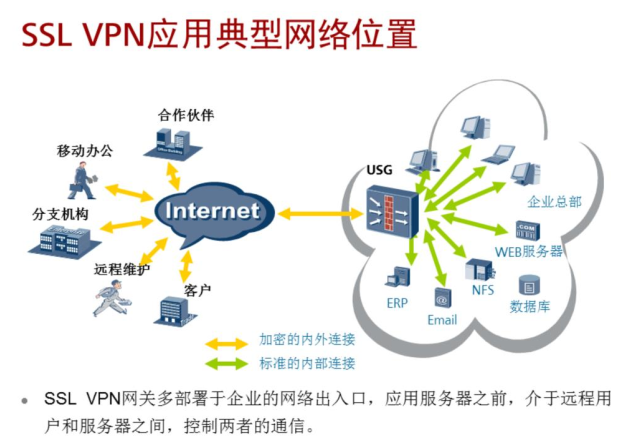 SSL VPN应用典型网络位置
合作伙伴
移动办公
USG
分支机构
Internet
企业总部
.COM
WEB服务器
远程维护
客户
ERP
@
Email
NFS
数据库
加密的内外连接
标准的内部连接
• SSL VPN网关多部署于企业的网络出入口，应用服务器之前，介于远程用
户和服务器之间，控制两者的通信。